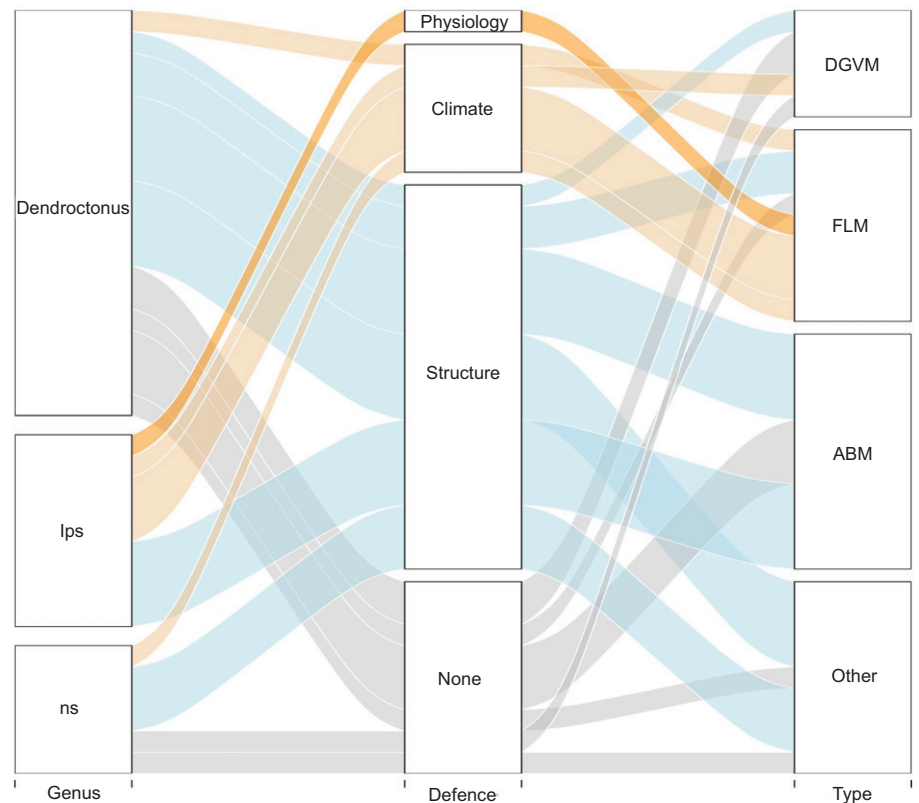 Physiology
DGVM
Climate
Dendroctonus
FLM
Structure
ABM
Ips
None
Other
ns
Genus
Defence
Type